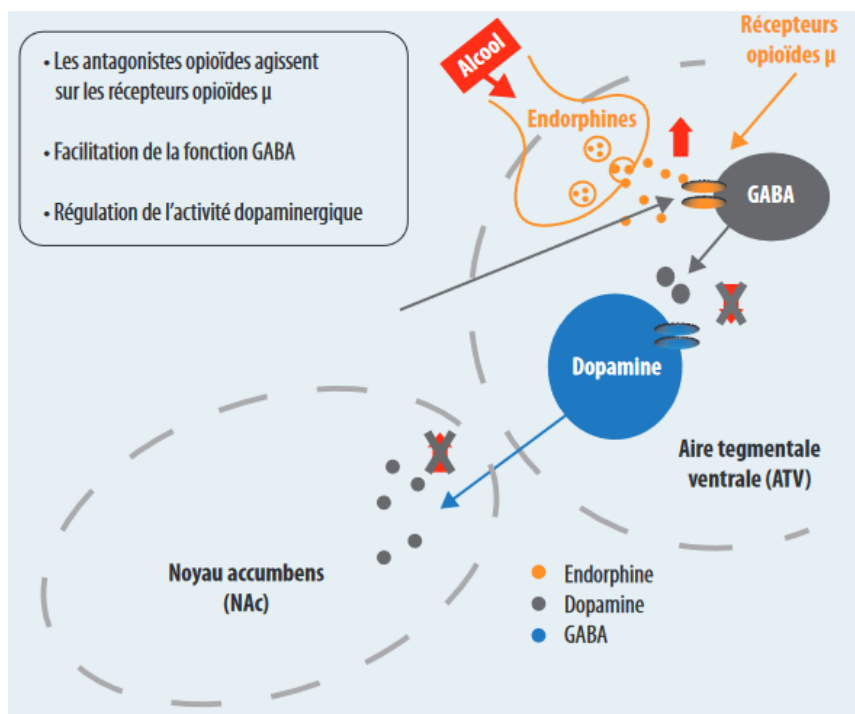 • Les antagonistes opioïdes agissent
sur les récepteurs opioïdes µ
• Facilitation de la fonction GABA
• Régulation de l'activité dopaminergique
Alcool
Récepteurs
opioïdes µ
Endorphines
GABA
Dopamine
Aire tegmentale
ventrale (ATV)
Noyau accumbens
(NAc)
Endorphine
Dopamine
GABA